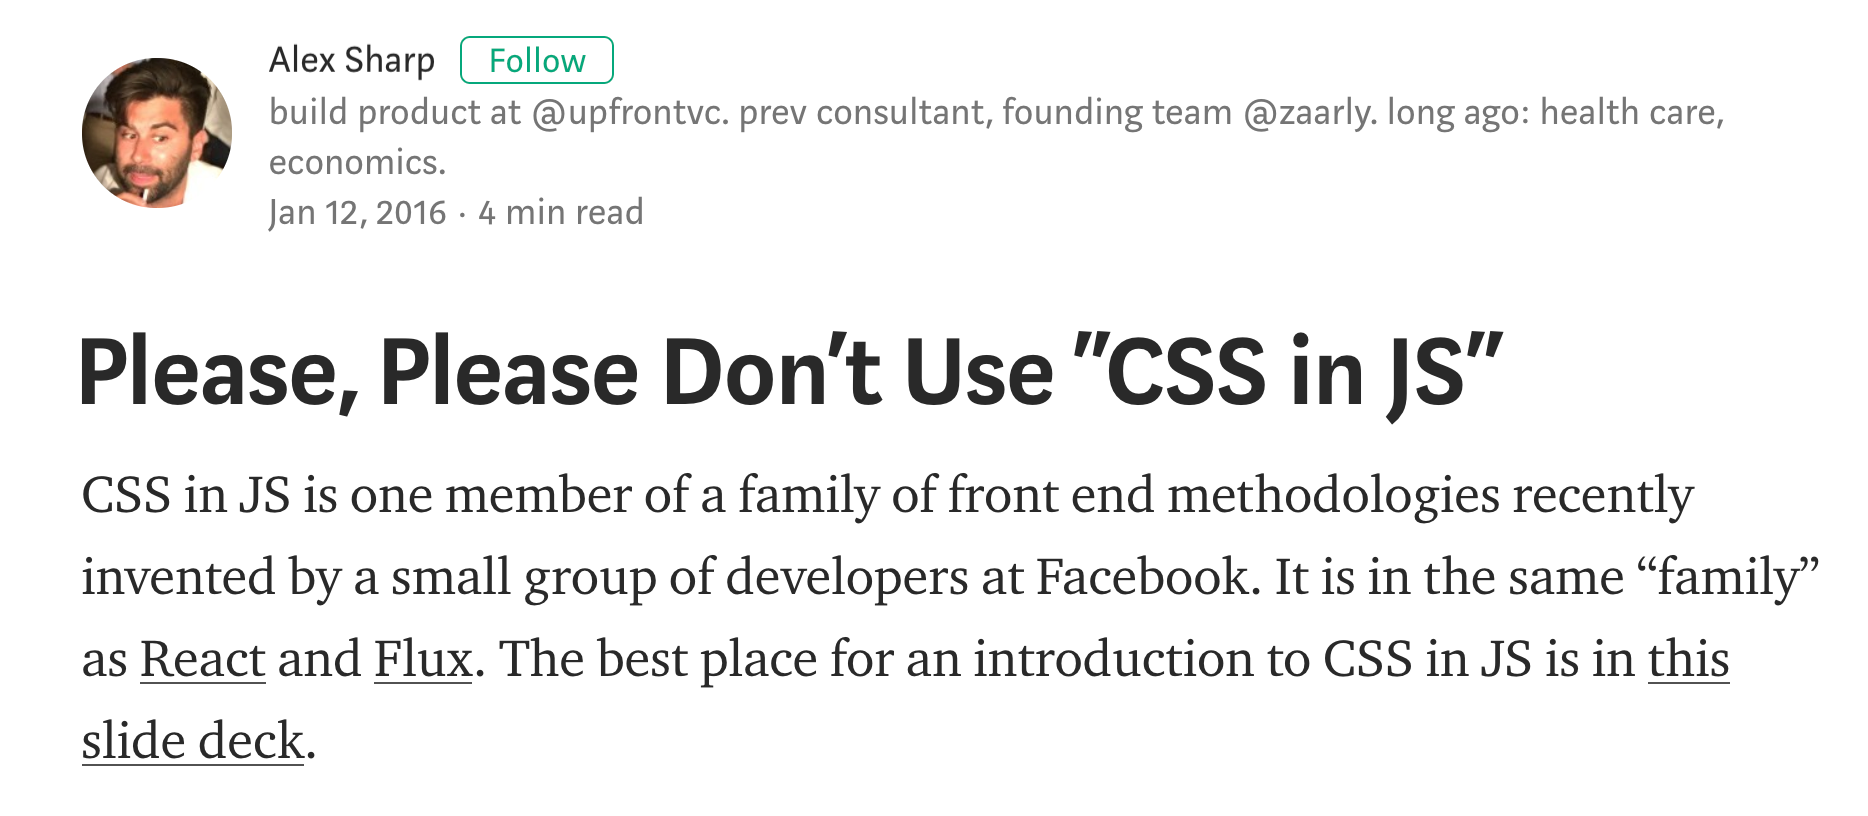 Alex Sharp Follow
build product at @upfrontvc. prev consultant, founding team @zaarly. long ago: health care,
economics.
Jan 12, 2016 · 4 min read
Please, Please Don't Use "CSS in JS"
CSS in JS is one member of a family of front end methodologies recently
invented by a small group of developers at Facebook. It is in the same “family”
as React and Flux. The best place for an introduction to CSS in JS is in this
slide deck.